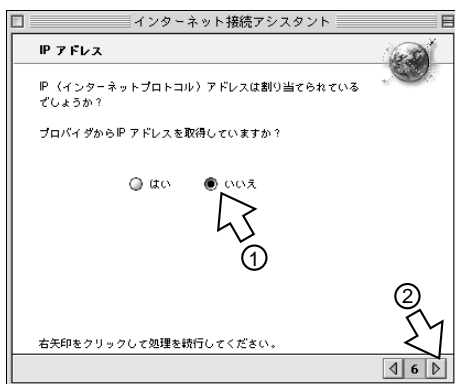 インターネット接続アシスタント
IP アドレス
IP （インターネットプロトコル）アドレスは割り当てられている
でしょうか？
プロバイダからIP アドレスを取得していますか？
はい いいえ
①
②
右矢印をクリックして処理を続行してください。
6